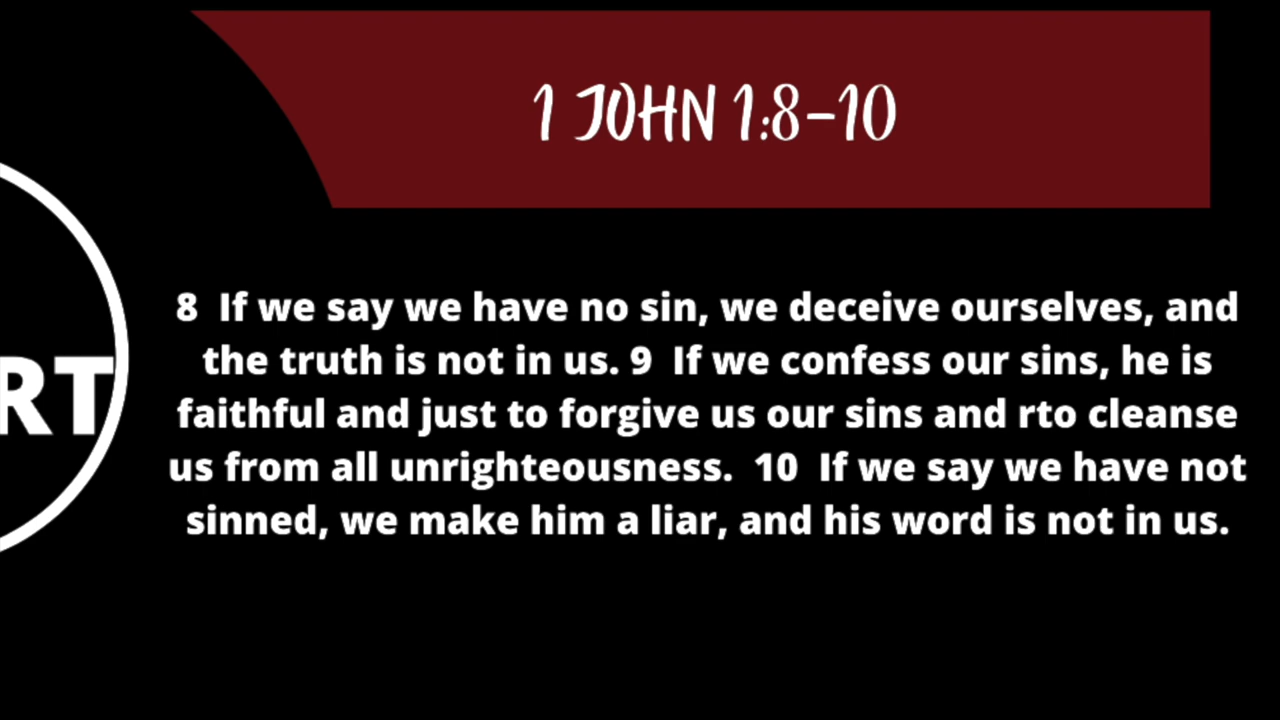 1 JOHN 1:8-10
8 If we say we have no sin, we deceive ourselves, and
the truth is not in us. 9 If we confess our sins, he is
faithful and just to forgive us our sins and rto cleanse
us from all unrighteousness. 10 If we say we have not
sinned, we make him a liar, and his word is not in us.
RT